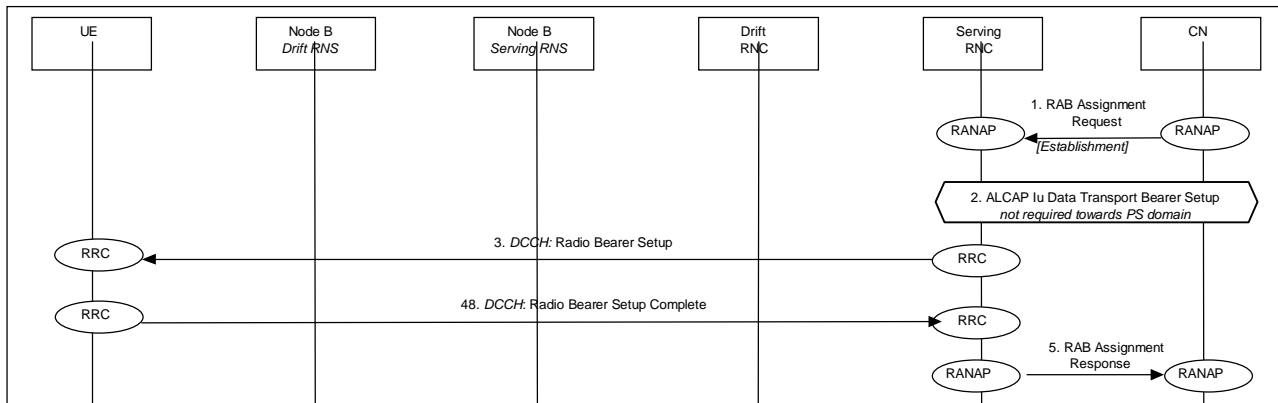 UE
Node B
Drift RNS
Node B
Serving RNS
Drift
RNC
Serving
RNC
CN
1. RAB Assignment
Request
RANAP
RANAP
[Establishment]
2. ALCAP Iu Data Transport Bearer Setup
not required towards PS domain
3. DCCH: Radio Bearer Setup
RRC
RRC
48. DCCH: Radio Bearer Setup Complete
RRC
RRC
5. RAB Assignment
Response
RANAP
RANAP